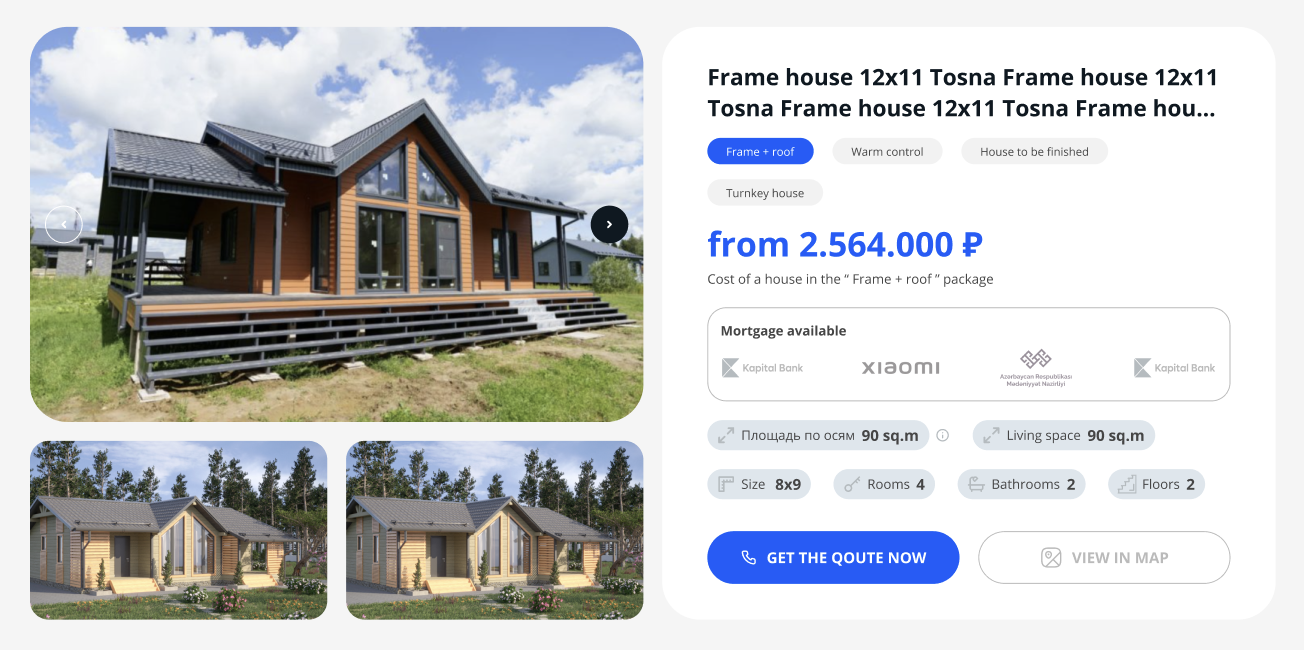 Frame house 12x11 Tosna Frame house 12x11
Tosna Frame house 12x11 Tosna Frame hou...
Frame + roof
Warm control
House to be finished
Turnkey house
from 2.564.000 ₽
Cost of a house in the “ Frame + roof ” package
Mortgage available
Kapital Bank
xiaomi
Azərbaycan Respublikası
Mədəniyyət Nazirliyi
Kapital Bank
Площадь по осям 90 sq.m
Living space 90 sq.m
Size 8x9
Rooms 4
Bathrooms 2
Floors 2
GET THE QOUTE NOW
VIEW IN MAP